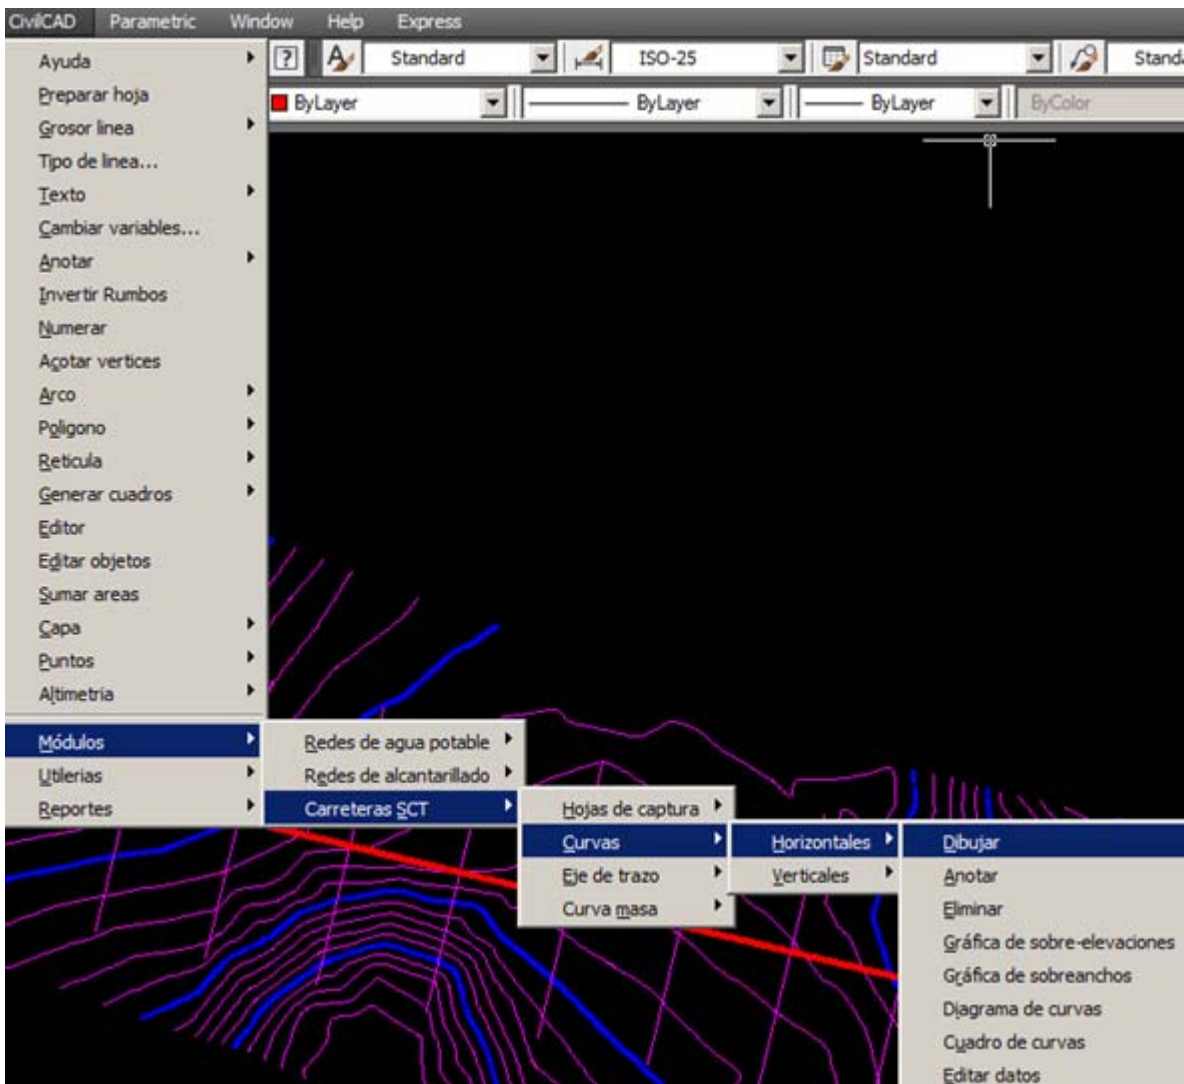 CivilCAD Parametric Window Help Express
? Standard ISO-25 Standard
ByLayer ByLayer ByLayer ByColor
Ayuda
Preparar hoja
Grosor linea
Tipo de linea...
Texto
Cambiar variables...
Anotar
Invertir Rumbos
Numerar
Acotar vertices
Arco
Poligono
Reticula
Generar cuadros
Editor
Editar objetos
Sumar areas
Capa
Puntos
Altimetria
Módulos
Utilerias
Reportes
Redes de agua potable
Redes de alcantarillado
Carreteras SCT
Hojas de captura
Curvas
Eje de trazo
Curva masa
Horizontales
Verticales
Dibujar
Anotar
Eliminar
Gráfica de sobre-elevaciones
Gráfica de sobreanchos
Diagrama de curvas
Cuadro de curvas
Editar datos